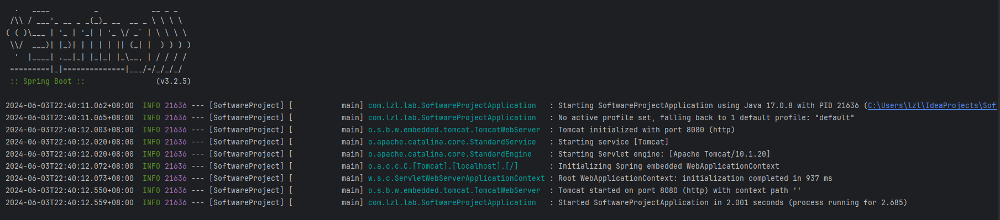 .   ____          _            __ _ _
 /\\ / ___'_ __ _ _(_)_ __  __ _ \ \ \ \
( ( )\___ | '_ | '_| | '_ \/ _` | \ \ \ \
 \\/  ___)| |_)| | | | | || (_| |  ) ) ) )
  '  |____| .__|_| |_|_| |_\__, | / / / /
 =========|_|==============|___/=/_/_/_/
 :: Spring Boot ::                (v3.2.5)
2024-06-03T22:40:11.062+08:00  INFO 21636 --- [SoftwareProject] [           main] com.lzl.lab.SoftwareProjectApplication   : Starting SoftwareProjectApplication using Java 17.0.8 with PID 21636 (C:\Users\lzl\IdeaProjects\Sof
2024-06-03T22:40:11.065+08:00  INFO 21636 --- [SoftwareProject] [           main] com.lzl.lab.SoftwareProjectApplication   : No active profile set, falling back to 1 default profile: "default"
2024-06-03T22:40:12.003+08:00  INFO 21636 --- [SoftwareProject] [           main] o.s.b.w.embedded.tomcat.TomcatWebServer  : Tomcat initialized with port 8080 (http)
2024-06-03T22:40:12.020+08:00  INFO 21636 --- [SoftwareProject] [           main] o.apache.catalina.core.StandardService   : Starting service [Tomcat]
2024-06-03T22:40:12.020+08:00  INFO 21636 --- [SoftwareProject] [           main] o.apache.catalina.core.StandardEngine    : Starting Servlet engine: [Apache Tomcat/10.1.20]
2024-06-03T22:40:12.072+08:00  INFO 21636 --- [SoftwareProject] [           main] o.a.c.c.C.[Tomcat].[localhost].[/]       : Initializing Spring embedded WebApplicationContext
2024-06-03T22:40:12.073+08:00  INFO 21636 --- [SoftwareProject] [           main] w.s.c.ServletWebServerApplicationContext : Root WebApplicationContext: initialization completed in 937 ms
2024-06-03T22:40:12.550+08:00  INFO 21636 --- [SoftwareProject] [           main] o.s.b.w.embedded.tomcat.TomcatWebServer  : Tomcat started on port 8080 (http) with context path ''
2024-06-03T22:40:12.559+08:00  INFO 21636 --- [SoftwareProject] [           main] com.lzl.lab.SoftwareProjectApplication   : Started SoftwareProjectApplication in 2.001 seconds (process running for 2.685)